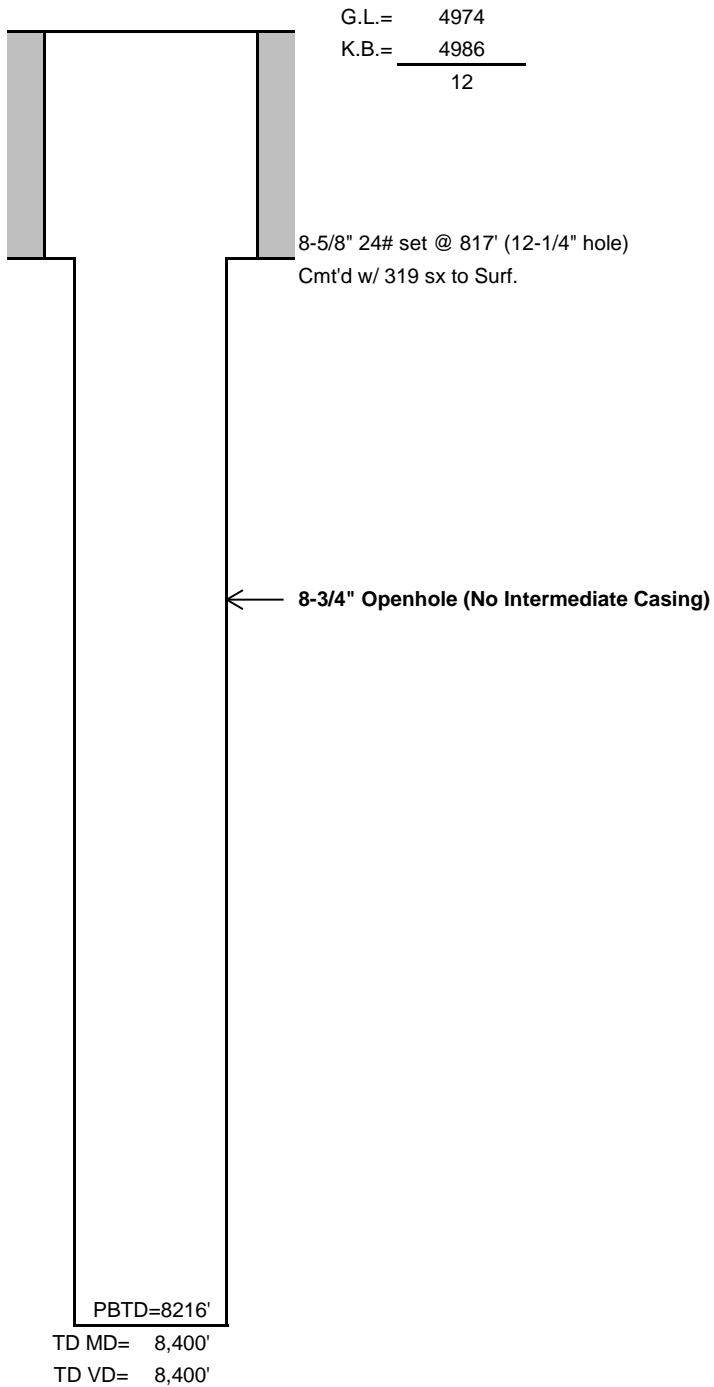 G.L.= 4974
K.B.= 4986
12
8-5/8" 24# set @ 817' (12-1/4" hole)
Cmt'd w/ 319 sx to Surf.
8-3/4" Openhole (No Intermediate Casing)
PBTD=8216'
TD MD= 8,400'
TD VD= 8,400'